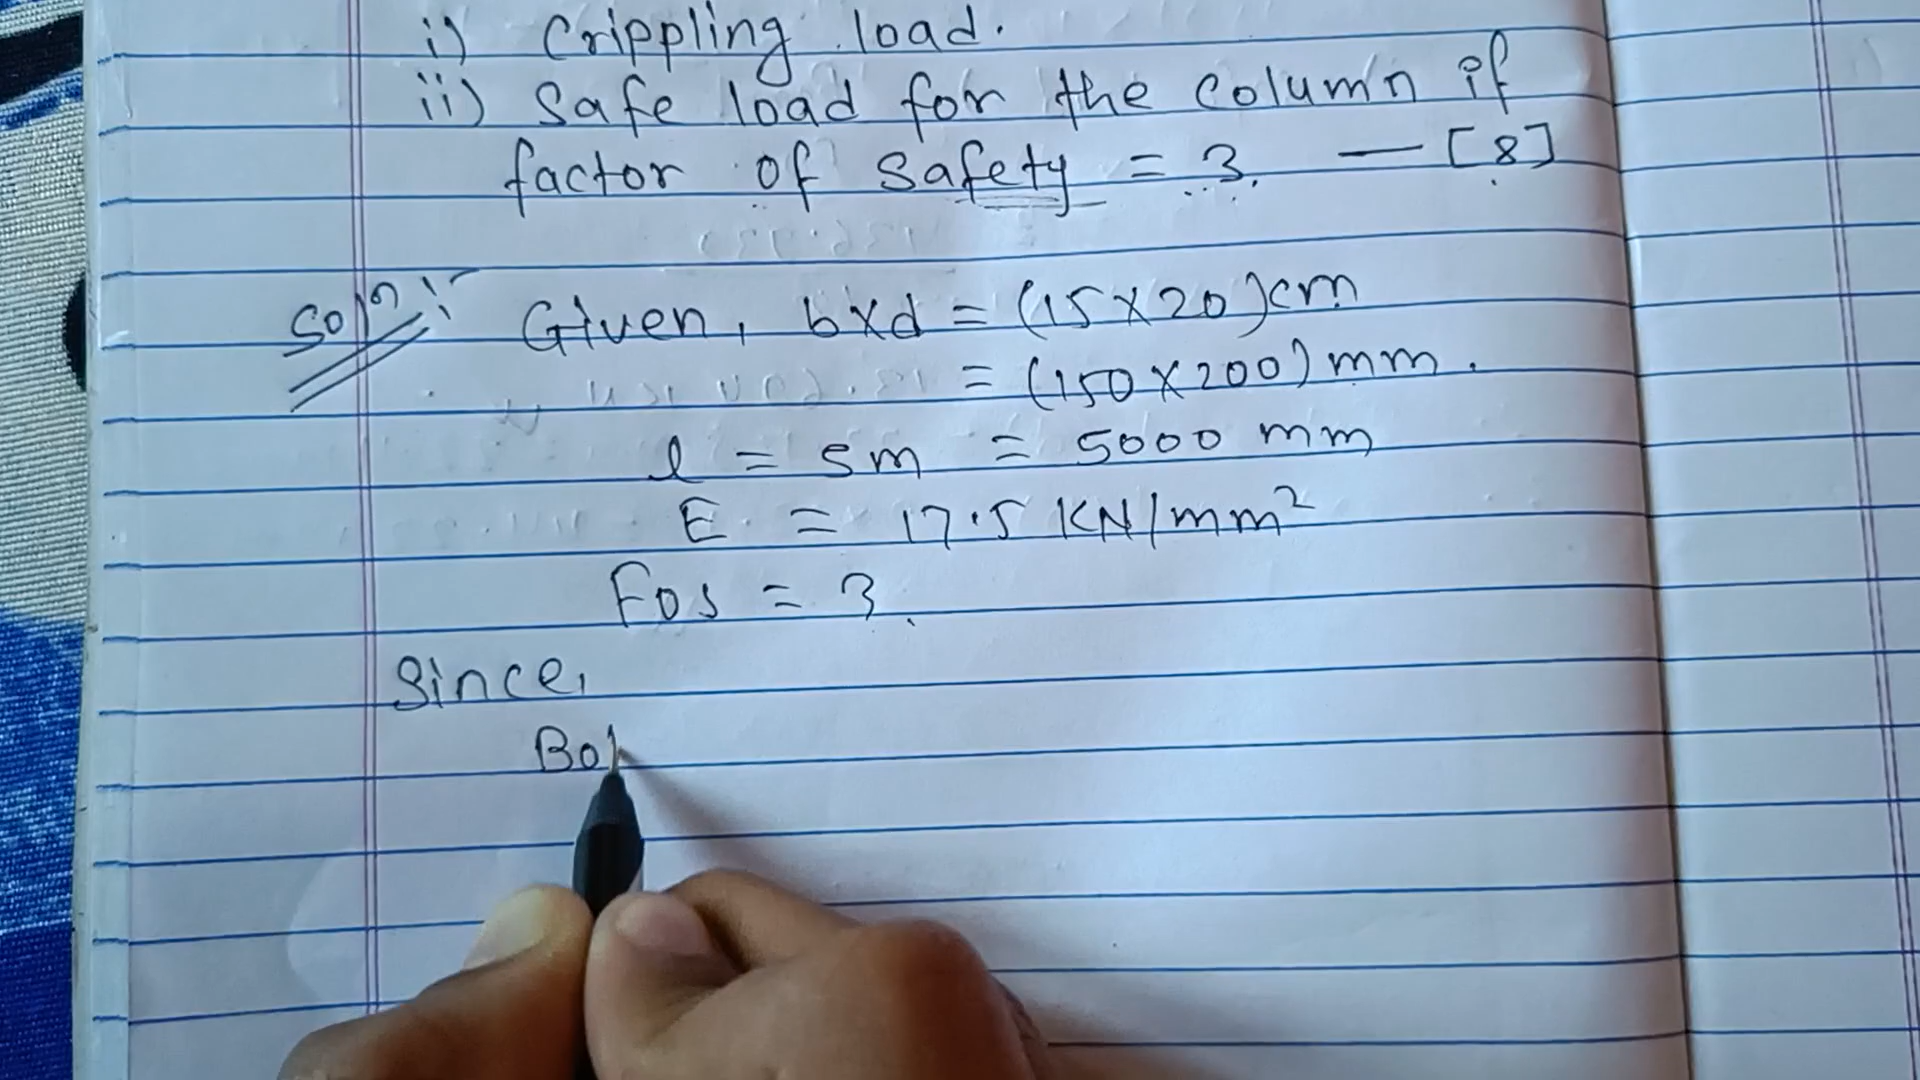 i) Crippling load.
ii) Safe load for the column if
factor of safety = 3. — [8]
Soln:- Given, bxd = (15 x 20)cm
= (150 x 200) mm.
l = 5m = 5000 mm
E = 17.5 KN/mm²
FOS = 3.
Since,
Bo